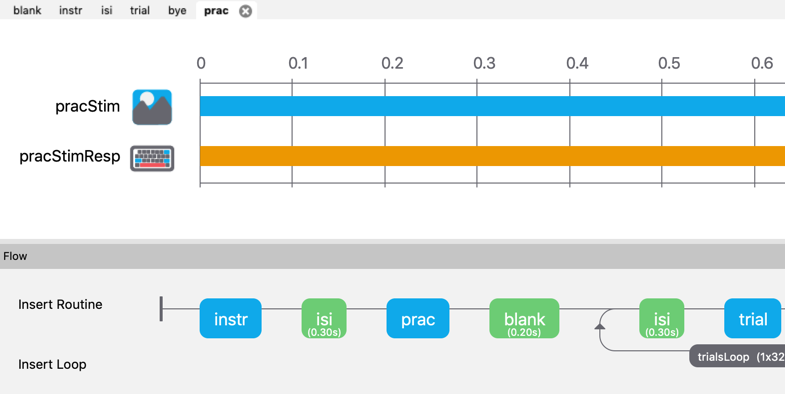 blank instr isi trial bye prac
0 0.1 0.2 0.3 0.4 0.5 0.6
pracStim
pracStimResp
Flow
Insert Routine instr isi (0.30s) prac blank (0.20s) isi (0.30s) trial
trialsLoop (1x32
Insert Loop